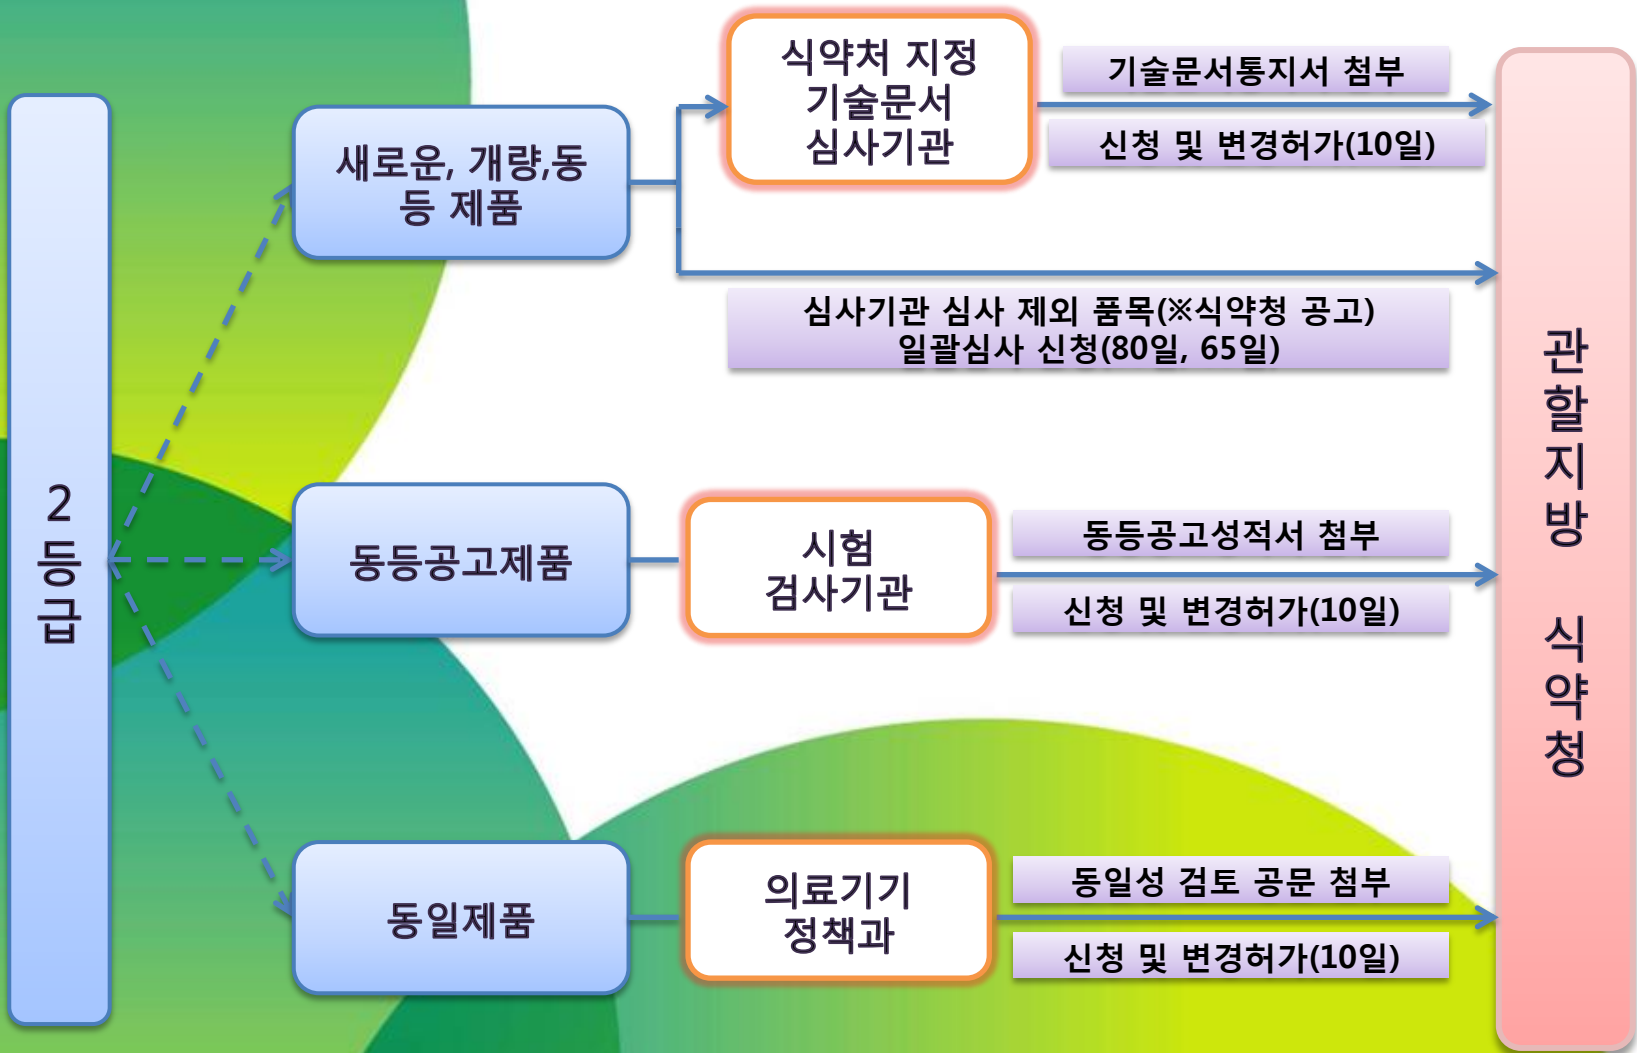 2
등
급
새로운, 개량,동
등 제품
식약처 지정
기술문서
심사기관
기술문서통지서 첨부
신청 및 변경허가(10일)
심사기관 심사 제외 품목(※식약청 공고)
일괄심사 신청(80일, 65일)
동등공고제품
시험
검사기관
동등공고성적서 첨부
신청 및 변경허가(10일)
동일제품
의료기기
정책과
동일성 검토 공문 첨부
신청 및 변경허가(10일)
관
할
지
방
식
약
청